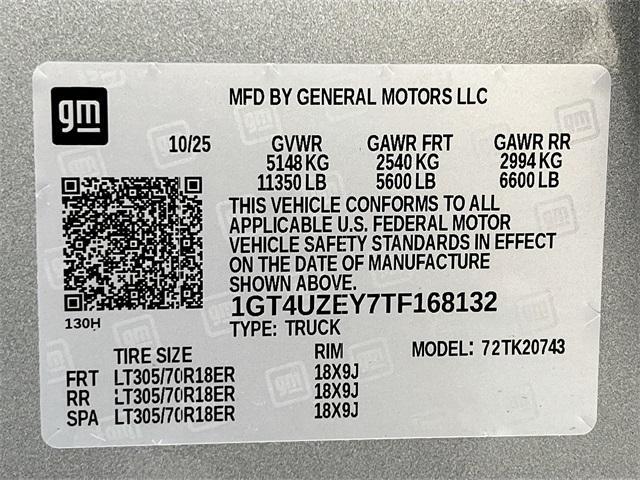 gm
MFD BY GENERAL MOTORS LLC
10/25 GVWR GAWR FRT GAWR RR
5148 KG 2540 KG 2994 KG
11350 LB 5600 LB 6600 LB
THIS VEHICLE CONFORMS TO ALL
APPLICABLE U.S. FEDERAL MOTOR
VEHICLE SAFETY STANDARDS IN EFFECT
ON THE DATE OF MANUFACTURE
SHOWN ABOVE.
1GT4UZEY7TF168132
130H
TYPE: TRUCK
TIRE SIZE RIM MODEL: 72TK20743
FRT LT305/70R18ER 18X9J
RR LT305/70R18ER 18X9J
SPA LT305/70R18ER 18X9J